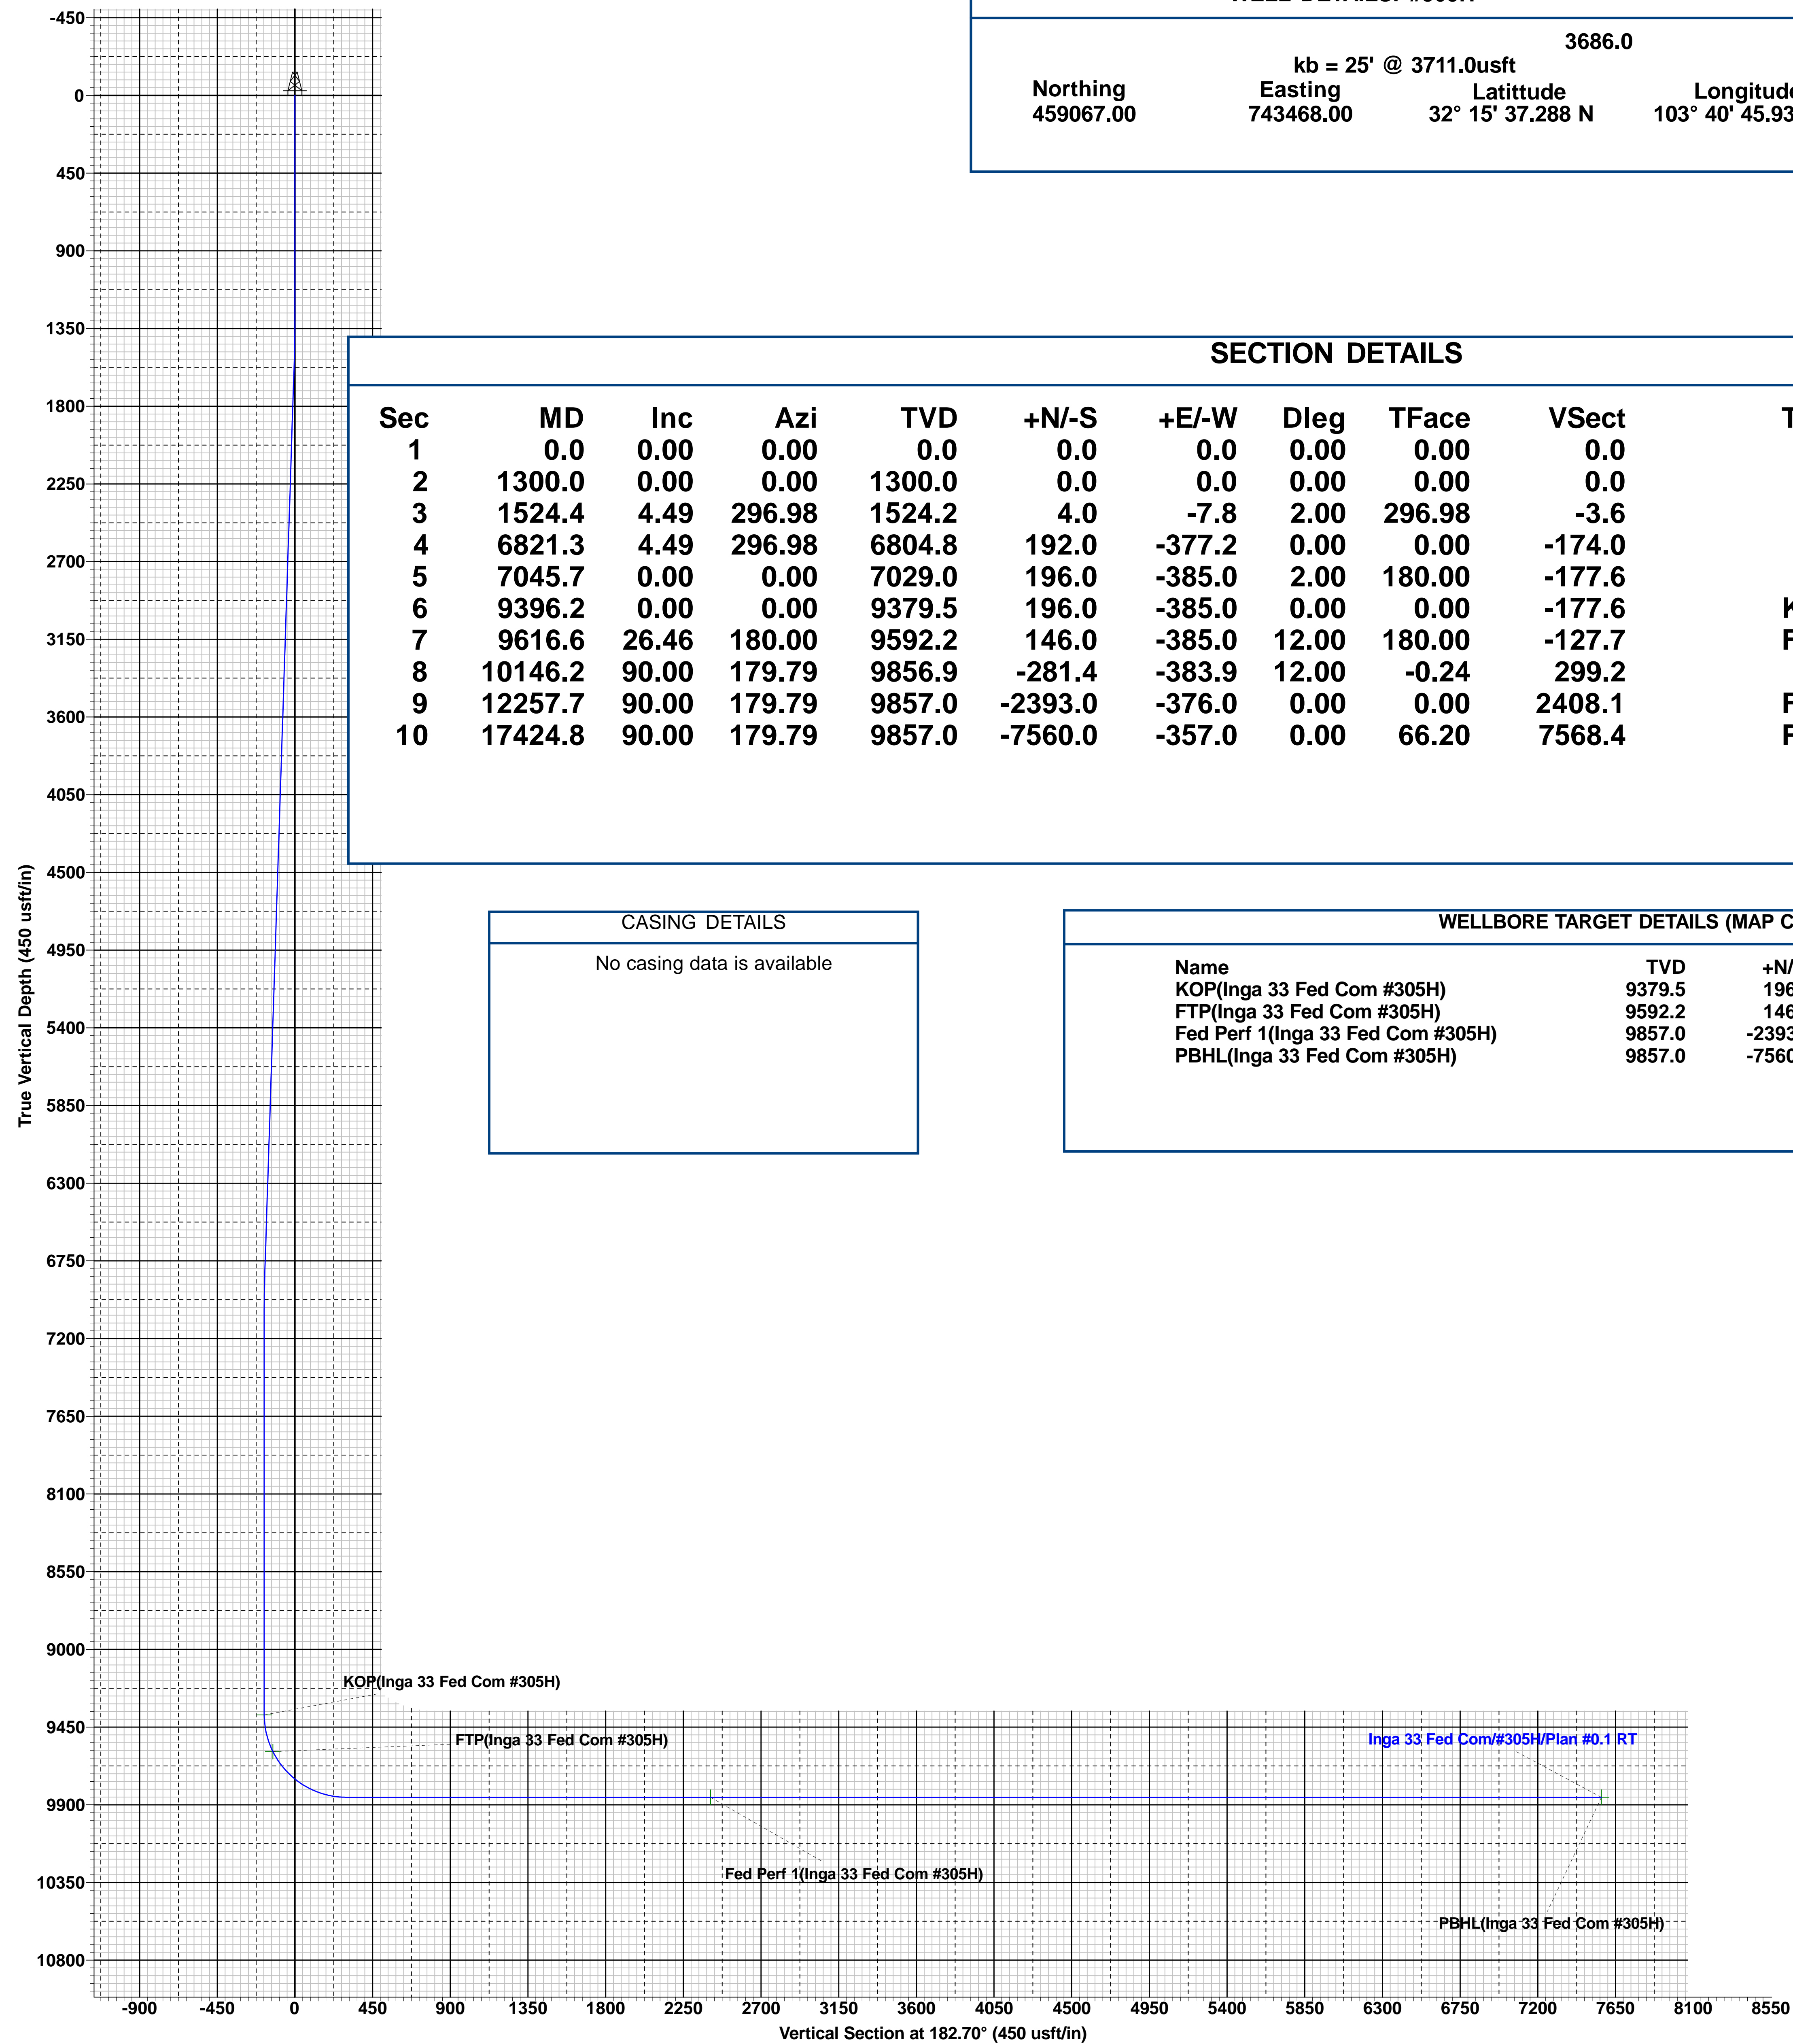 3686.0
kb = 25' @ 3711.0usft
Northing Easting Latittude
459067.00 743468.00 32° 15' 37.288 N 103° 40' 45.93
SECTION DETAILS
Sec MD Inc Azi TVD +N/-S +E/-W Dleg TFace VSect
1 0.0 0.00 0.00 0.0 0.0 0.0 0.00 0.00 0.0
2 1300.0 0.00 0.00 1300.0 0.0 0.0 0.00 0.00 0.0
3 1524.4 4.49 296.98 1524.2 4.0 -7.8 2.00 296.98 -3.6
4 6821.3 4.49 296.98 6804.8 192.0 -377.2 0.00 0.00 -174.0
5 7045.7 0.00 0.00 7029.0 196.0 -385.0 2.00 180.00 -177.6
6 9396.2 0.00 0.00 9379.5 196.0 -385.0 0.00 0.00 -177.6
7 9616.6 26.46 180.00 9592.2 146.0 -385.0 12.00 180.00 -127.7
8 10146.2 90.00 179.79 9856.9 -281.4 -383.9 12.00 -0.24 299.2
9 12257.7 90.00 179.79 9857.0 -2393.0 -376.0 0.00 0.00 2408.1
10 17424.8 90.00 179.79 9857.0 -7560.0 -357.0 0.00 66.20 7568.4
CASING DETAILS
No casing data is available
WELLBORE TARGET DETAILS (MAP C
Name TVD +N/
KOP(Inga 33 Fed Com #305H) 9379.5 196
FTP(Inga 33 Fed Com #305H) 9592.2 146
Fed Perf 1(Inga 33 Fed Com #305H) 9857.0 -2393
PBHL(Inga 33 Fed Com #305H) 9857.0 -7560
True Vertical Depth (450 usft/in)
-450
0
450
900
1350
1800
2250
2700
3150
3600
4050
4500
4950
5400
5850
6300
6750
7200
7650
8100
8550
9000
9450
9900
10350
10800
KOP(Inga 33 Fed Com #305H)
FTP(Inga 33 Fed Com #305H)
Inga 33 Fed Com/#305H/Plan #0.1 RT
Fed Perf 1(Inga 33 Fed Com #305H)
PBHL(Inga 33 Fed Com #305H)
-900 -450 0 450 900 1350 1800 2250 2700 3150 3600 4050 4500 4950 5400 5850 6300 6750 7200 7650 8100 8550
Vertical Section at 182.70° (450 usft/in)